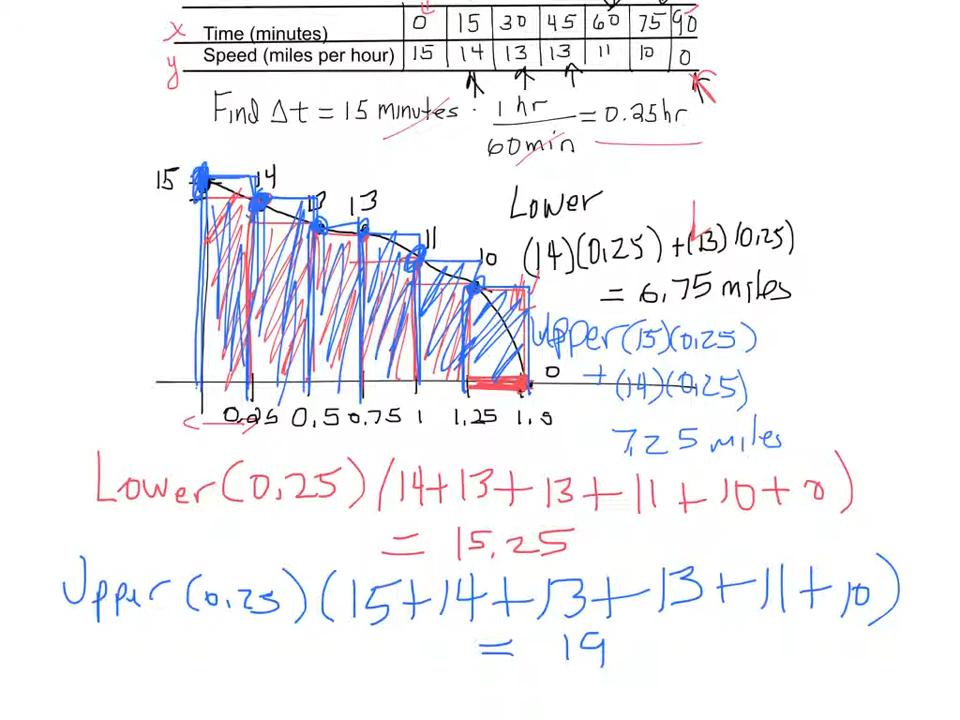 x Time (minutes) 0 15 30 45 60 75 90
y Speed (miles per hour) 15 14 13 13 11 10 0
Find Δt = 15 minutes · 1 hr / 60 min = 0.25hr
15 14 13 13 11 10 0
0.25 0.5 0.75 1 1.25 1.5
Lower
(14)(0.25) + (13)(0.25)
= 6.75 miles
Upper (15)(0.25)
+ (14)(0.25)
7.25 miles
Lower (0.25)(14+13+13+11+10+0)
= 15.25
Upper (0.25)(15+14+13+13+11+10)
= 19